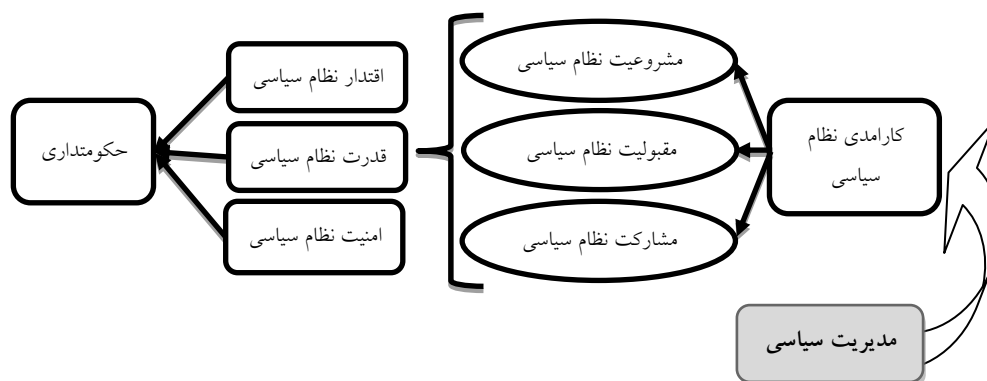 مشروعیت نظام سیاسی
اقتدار نظام سیاسی
کارامدی نظام
سیاسی
مقبولیت نظام سیاسی
قدرت نظام سیاسی
حکومتداری
مشارکت نظام سیاسی
امنیت نظام سیاسی
مدیریت سیاسی